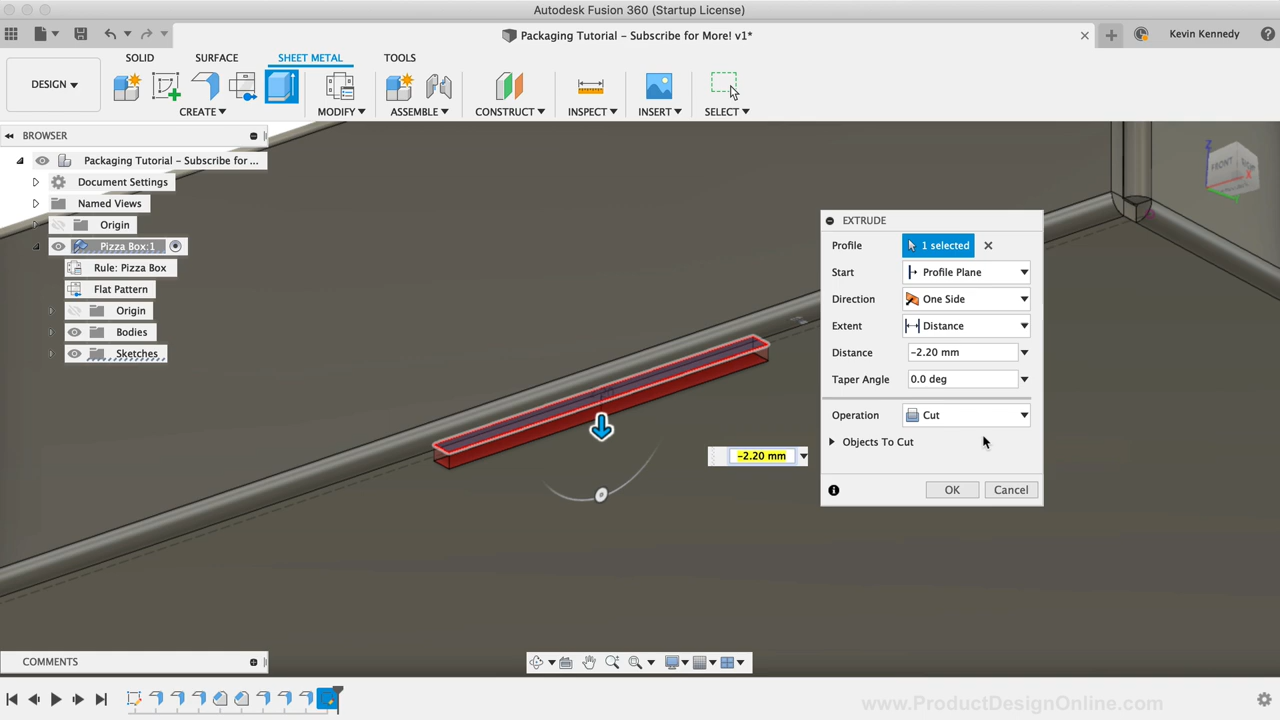 Autodesk Fusion 360 (Startup License)
Packaging Tutorial – Subscribe for More! v1*
Kevin Kennedy
DESIGN
SOLID
SURFACE
SHEET METAL
TOOLS
CREATE
MODIFY
ASSEMBLE
CONSTRUCT
INSPECT
INSERT
SELECT
BROWSER
Packaging Tutorial – Subscribe for ...
Document Settings
Named Views
Origin
Pizza Box:1
Rule: Pizza Box
Flat Pattern
Origin
Bodies
Sketches
FRONT
Z
X
EXTRUDE
Profile
1 selected
Start
Profile Plane
Direction
One Side
Extent
Distance
Distance
-2.20 mm
Taper Angle
0.0 deg
Operation
Cut
Objects To Cut
OK
Cancel
-2.20 mm
COMMENTS
www.ProductDesignOnline.com